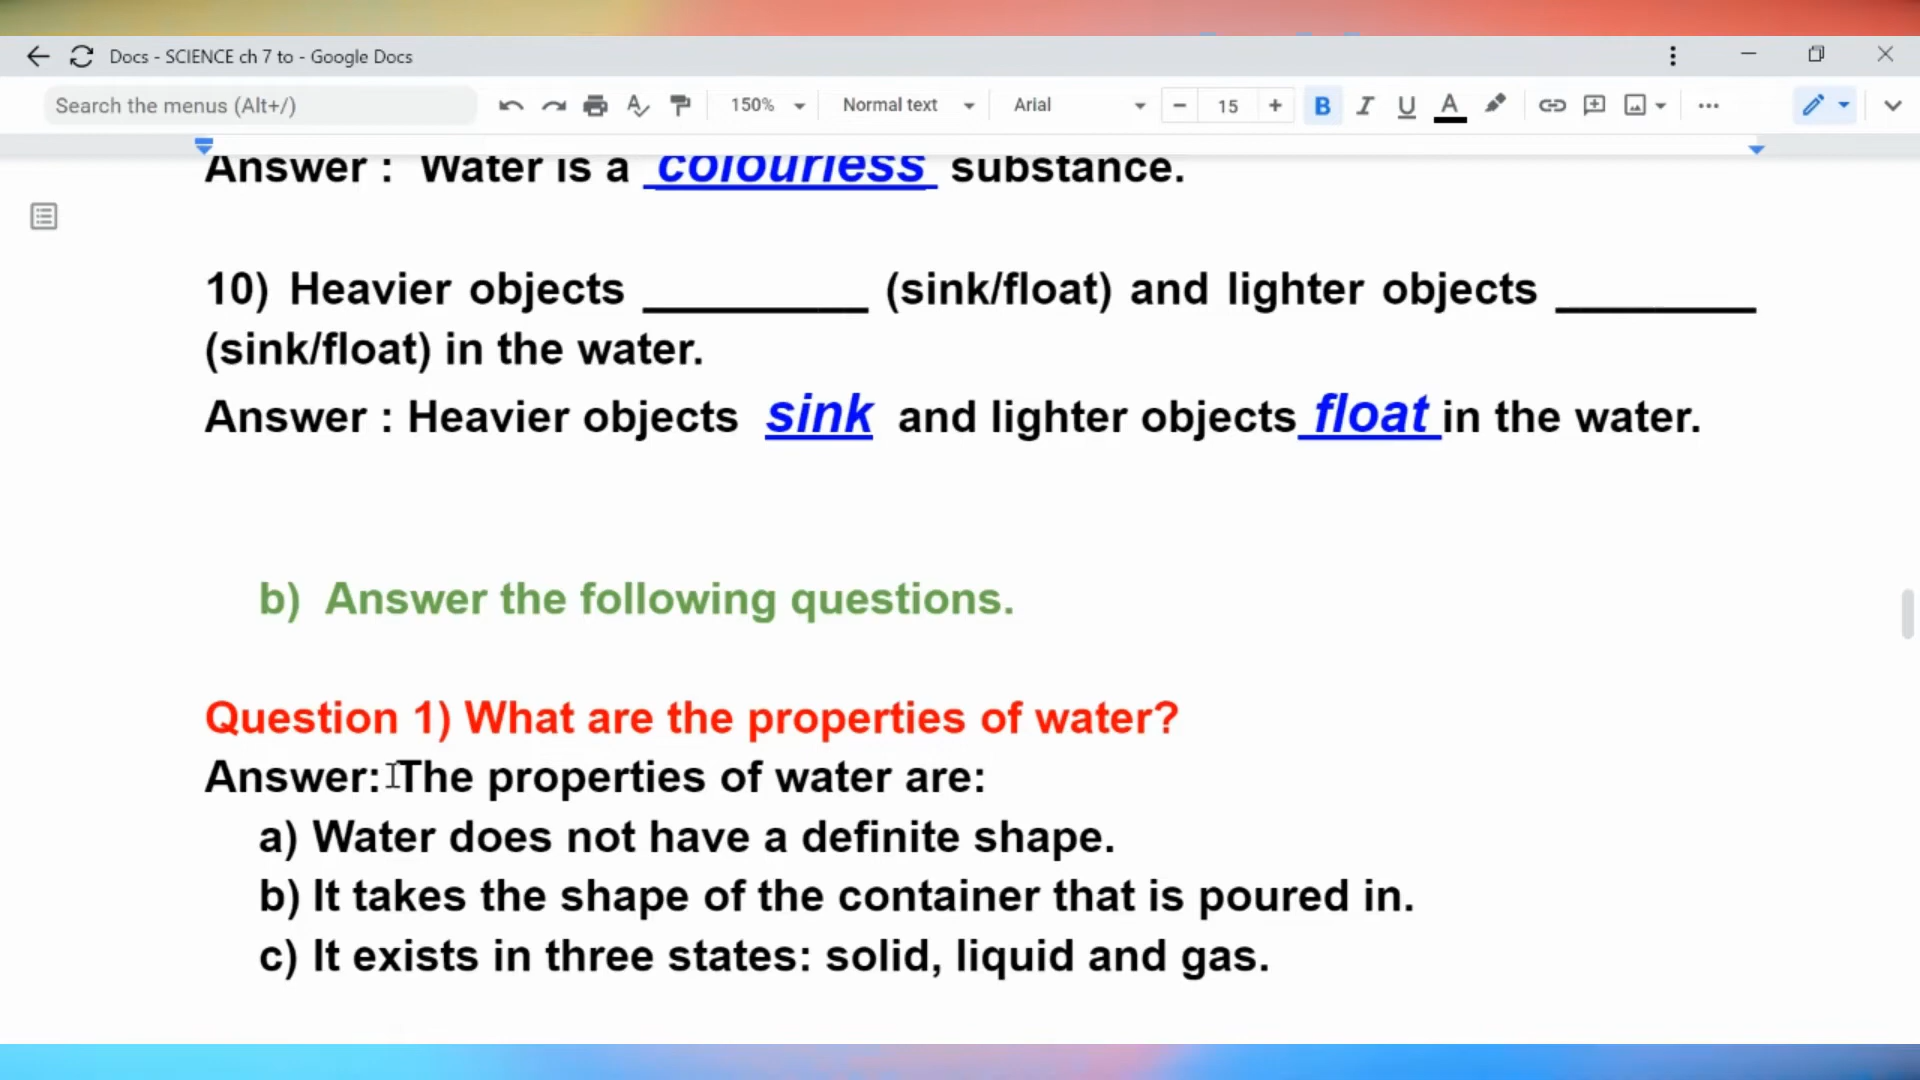 Docs - SCIENCE ch 7 to - Google Docs
Search the menus (Alt+/) 150% Normal text Arial 15 B I U A
Answer : Water is a colourless substance.
10) Heavier objects _________ (sink/float) and lighter objects ________
(sink/float) in the water.
Answer : Heavier objects sink and lighter objects float in the water.
b) Answer the following questions.
Question 1) What are the properties of water?
Answer: The properties of water are:
a) Water does not have a definite shape.
b) It takes the shape of the container that is poured in.
c) It exists in three states: solid, liquid and gas.